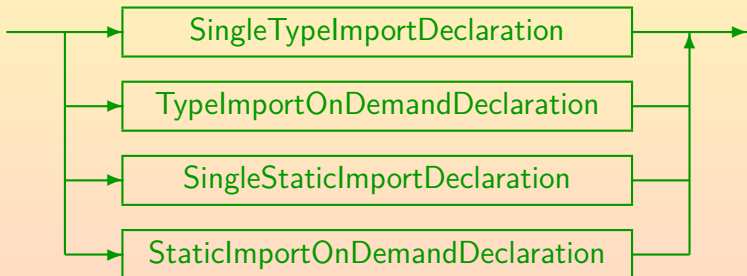 SingleTypeImportDeclaration
TypeImportOnDemandDeclaration
SingleStaticImportDeclaration
StaticImportOnDemandDeclaration